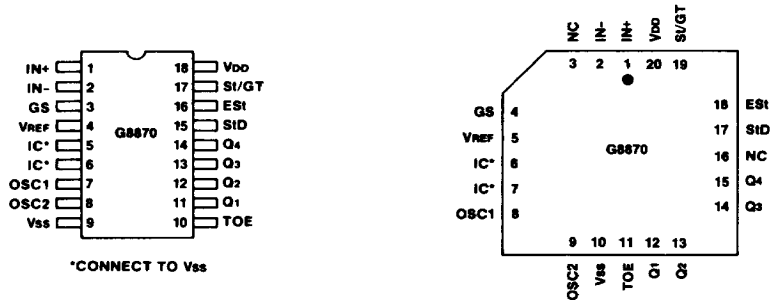 IN+ 1 18 VDD
IN- 2 17 St/GT
GS 3 16 ESt
VREF 4 15 StD
G8870
IC* 5 14 Q4
IC* 6 13 Q3
OSC1 7 12 Q2
OSC2 8 11 Q1
Vss 9 10 TOE
*CONNECT TO Vss
NC IN- IN+ VDD St/GT
3 2 1 20 19
GS 4 18 ESt
VREF 5 17 StD
G8870
IC* 6 16 NC
IC* 7 15 Q4
OSC1 8 14 Q3
9 10 11 12 13
OSC2 Vss TOE Q1 Q2